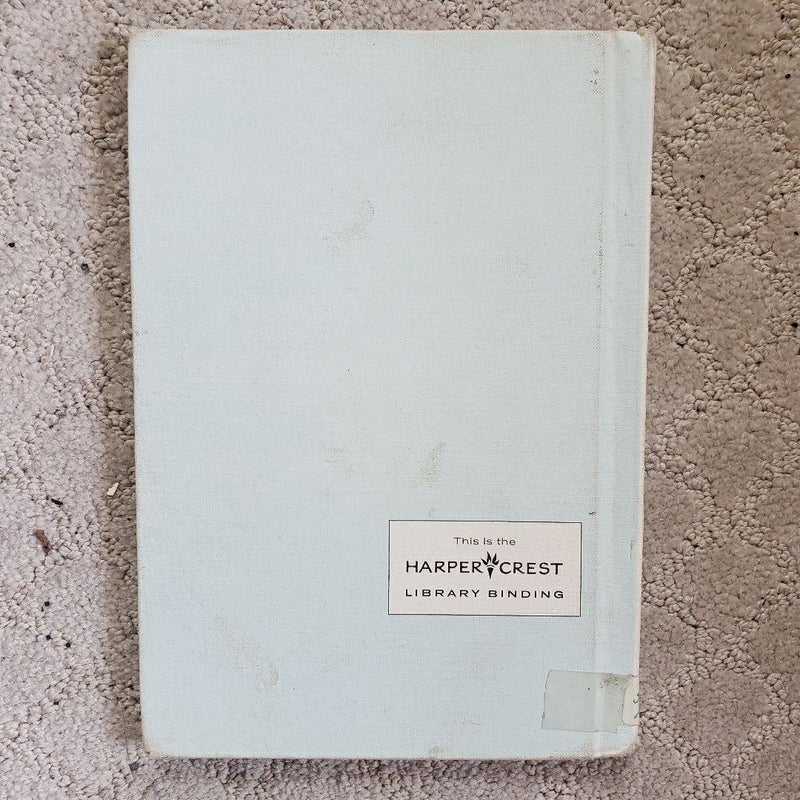 This is the
HARPER CREST
LIBRARY BINDING